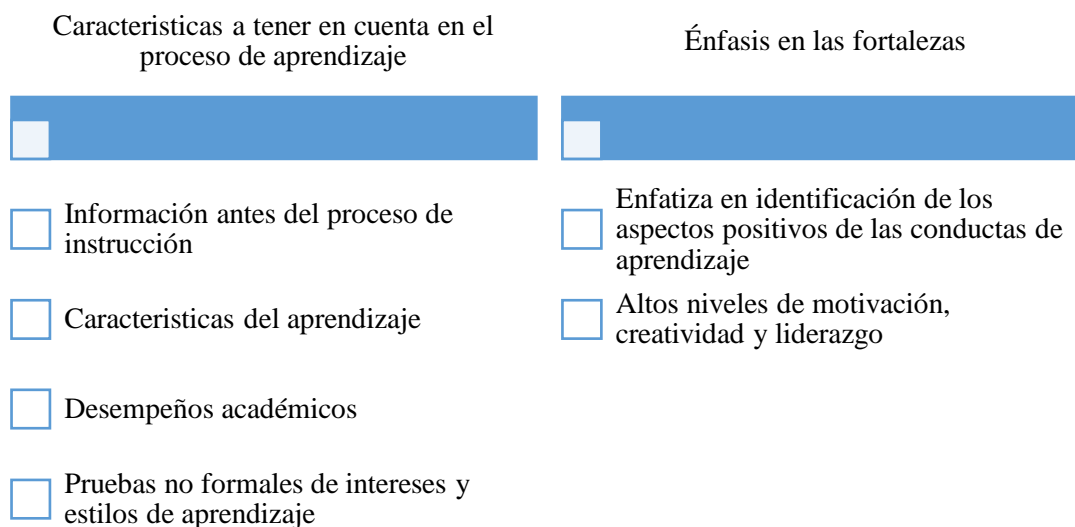 Caracteristicas a tener en cuenta en el
proceso de aprendizaje
Información antes del proceso de
instrucción
Caracteristicas del aprendizaje
Desempeños académicos
Pruebas no formales de intereses y
estilos de aprendizaje
Énfasis en las fortalezas
Enfatiza en identificación de los
aspectos positivos de las conductas de
aprendizaje
Altos niveles de motivación,
creatividad y liderazgo